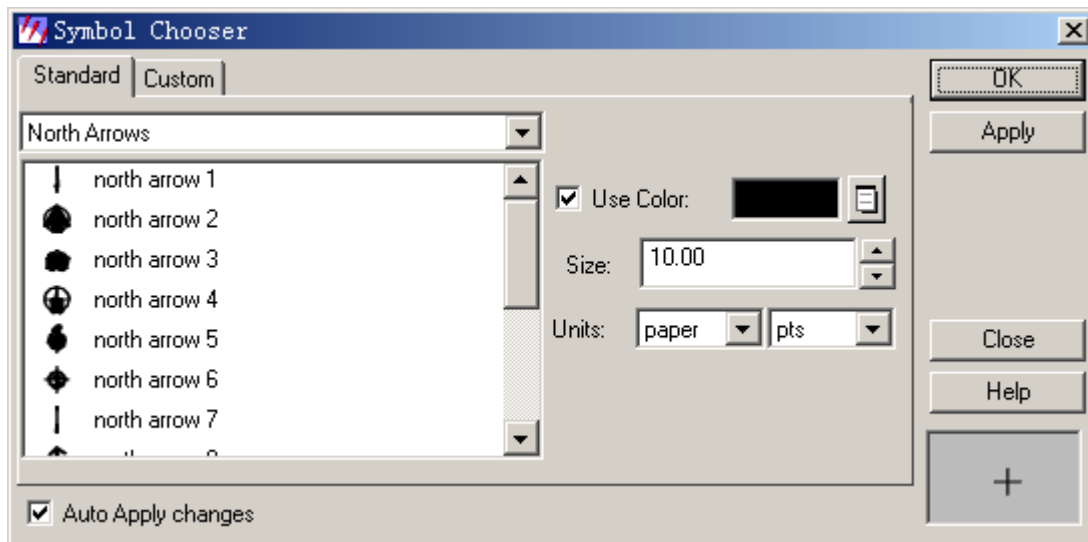 Symbol Chooser
Standard
Custom
OK
North Arrows
Apply
north arrow 1
north arrow 2
north arrow 3
north arrow 4
north arrow 5
north arrow 6
north arrow 7
Use Color:
Size:
10.00
Units:
paper
pts
Close
Help
Auto Apply changes